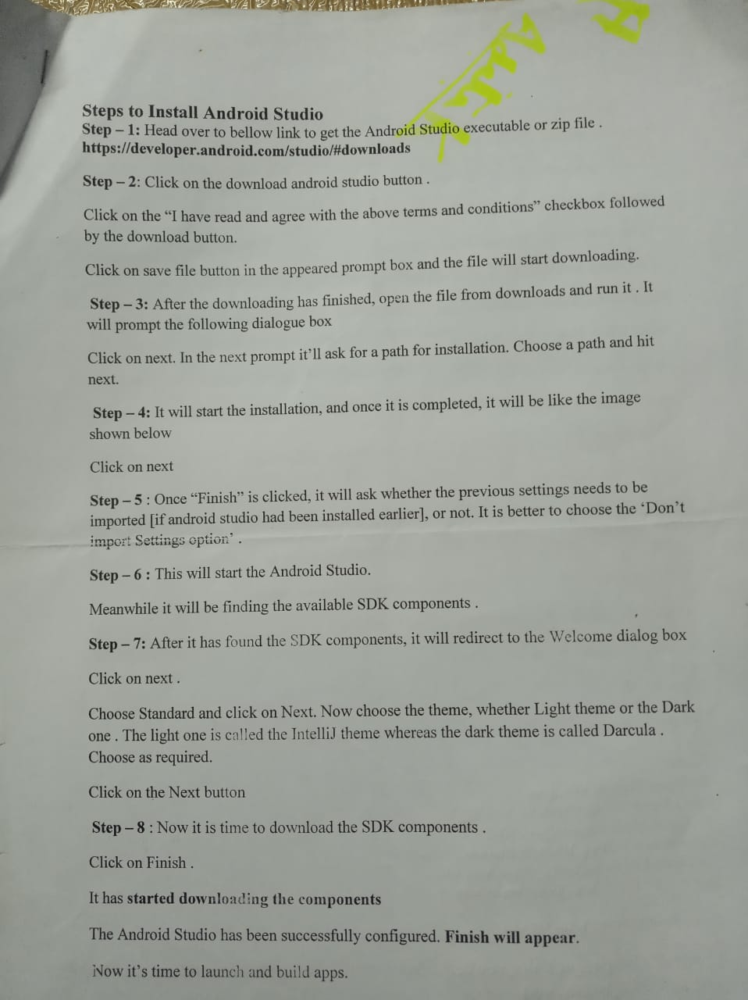 Steps to Install Android Studio
Step – 1: Head over to bellow link to get the Android Studio executable or zip file .
https://developer.android.com/studio/#downloads
Step – 2: Click on the download android studio button .
Click on the “I have read and agree with the above terms and conditions” checkbox followed
by the download button.
Click on save file button in the appeared prompt box and the file will start downloading.
Step – 3: After the downloading has finished, open the file from downloads and run it . It
will prompt the following dialogue box
Click on next. In the next prompt it’ll ask for a path for installation. Choose a path and hit
next.
Step – 4: It will start the installation, and once it is completed, it will be like the image
shown below
Click on next
Step – 5 : Once “Finish” is clicked, it will ask whether the previous settings needs to be
imported [if android studio had been installed earlier], or not. It is better to choose the ‘Don’t
import Settings option’ .
Step – 6 : This will start the Android Studio.
Meanwhile it will be finding the available SDK components .
Step – 7: After it has found the SDK components, it will redirect to the Welcome dialog box
Click on next .
Choose Standard and click on Next. Now choose the theme, whether Light theme or the Dark
one . The light one is called the IntelliJ theme whereas the dark theme is called Darcula .
Choose as required.
Click on the Next button
Step – 8 : Now it is time to download the SDK components .
Click on Finish .
It has started downloading the components
The Android Studio has been successfully configured. Finish will appear.
Now it’s time to launch and build apps.